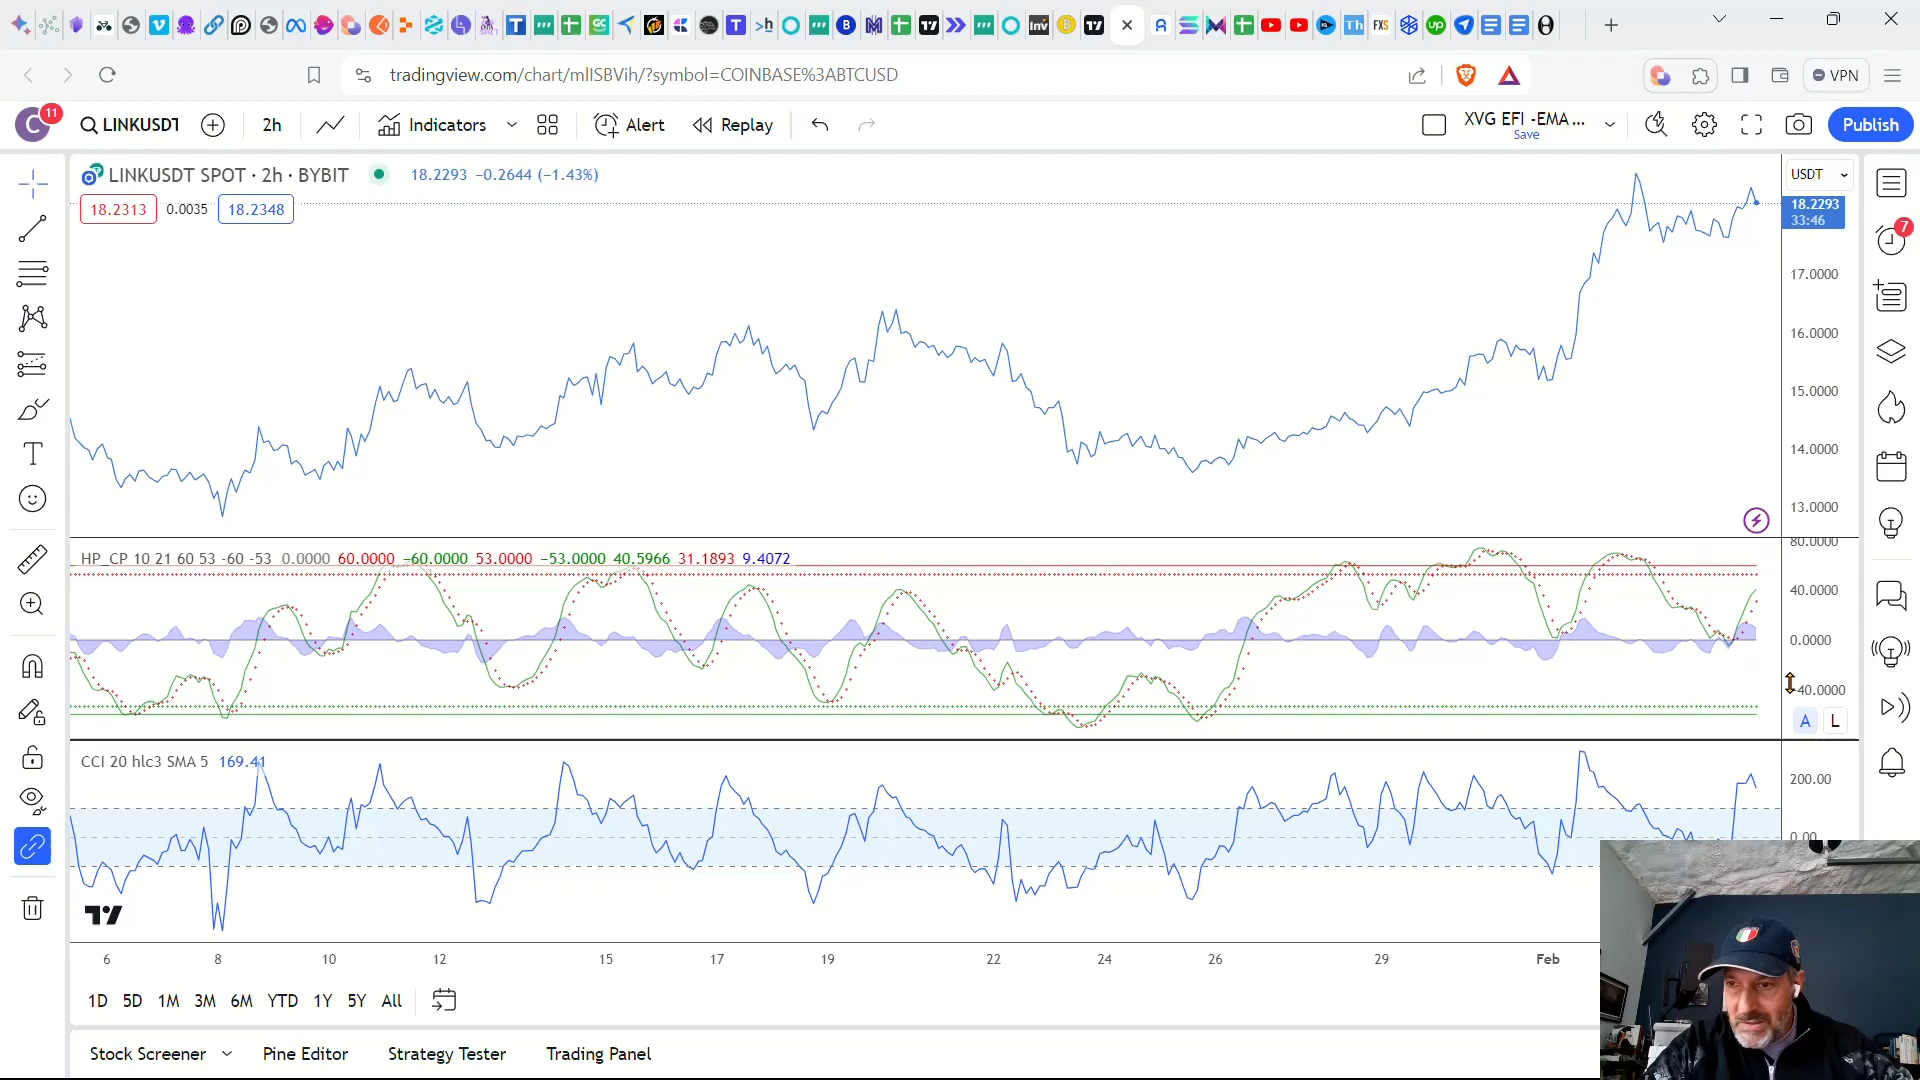 tradingview.com/chart/mlISBVih/?symbol=COINBASE%3ABTCUSD
VPN
C 11
LINKUSDT
2h
Indicators
Alert
Replay
XVG EFI -EMA ...
Save
Publish
LINKUSDT SPOT · 2h · BYBIT
18.2293 −0.2644 (−1.43%)
18.2313 0.0035 18.2348
USDT
18.2293
33:46
7
17.0000
16.0000
15.0000
14.0000
13.0000
HP_CP 10 21 60 53 -60 -53 0.0000 60.0000 −60.0000 53.0000 −53.0000 40.5966 31.1893 9.4072
80.0000
40.0000
0.0000
40.0000
A L
CCI 20 hlc3 SMA 5 169.41
200.00
0.00
6 8 10 12 15 17 19 22 24 26 29 Feb
1D 5D 1M 3M 6M YTD 1Y 5Y All
Stock Screener Pine Editor Strategy Tester Trading Panel